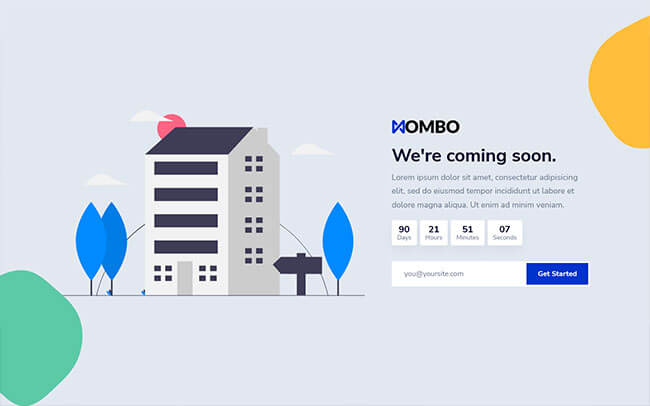 MOMBO
We're coming soon.
Lorem ipsum dolor sit amet, consectetur adipisicing
elit, sed do eiusmod tempor incididunt ut labore et
dolore magna aliqua. Ut enim ad minim veniam.
90 21 51 07
Days Hours Minutes Seconds
you@yoursite.com Get Started